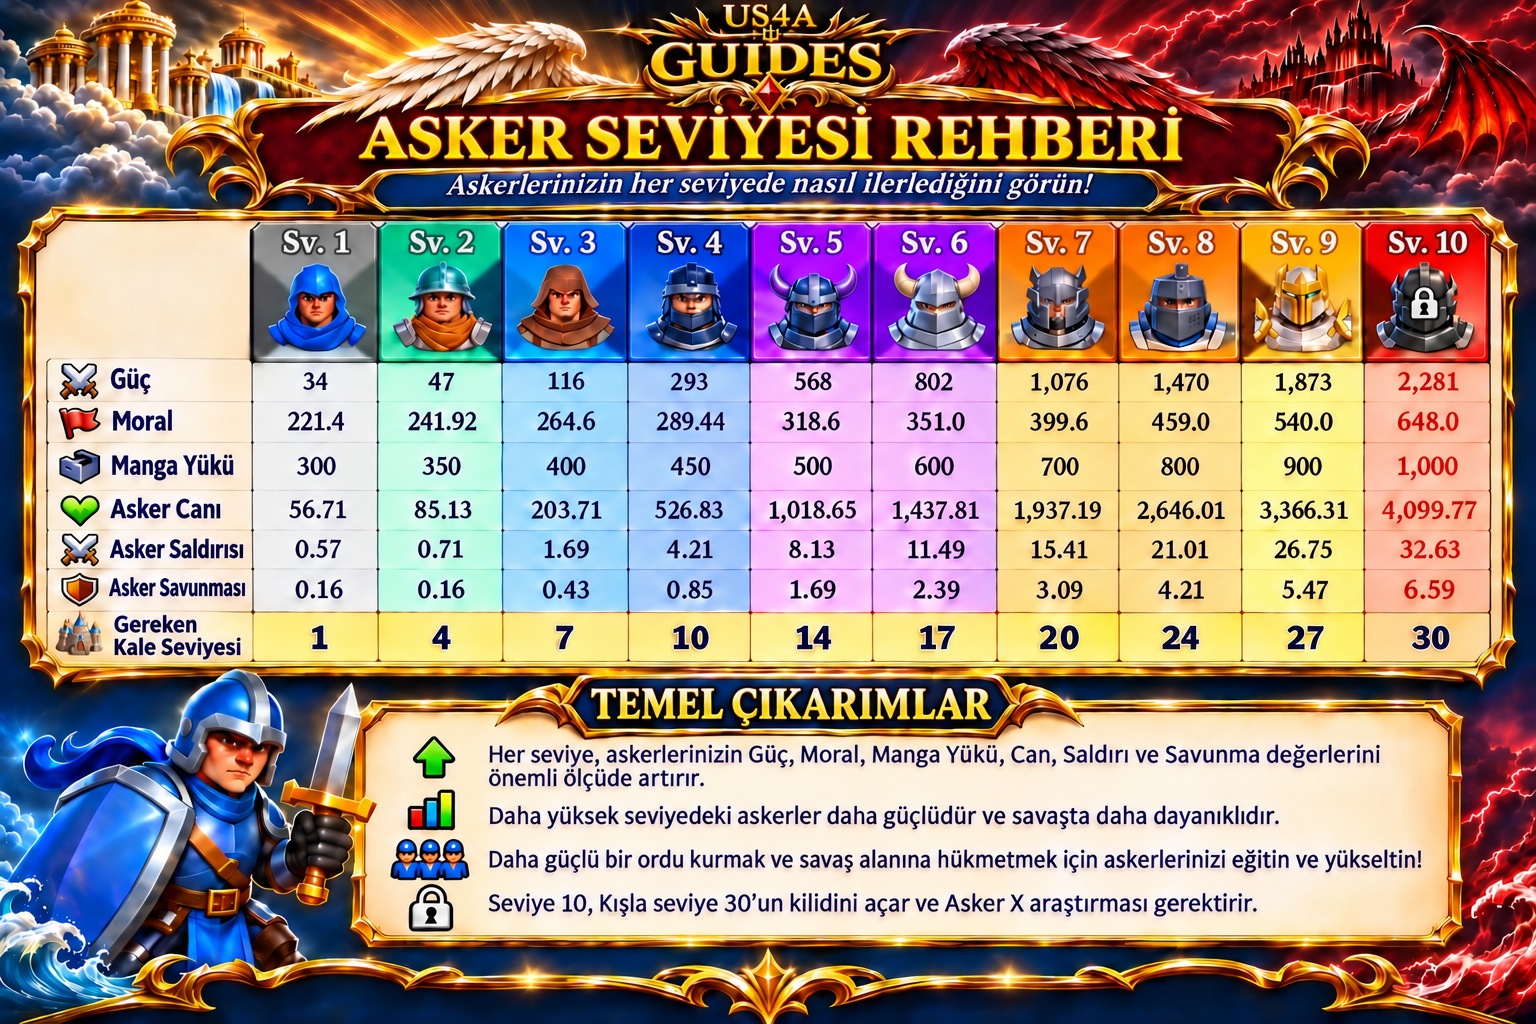 US4A
GUIDES
ASKER SEVİYESİ REHBERİ
Askerlerinizin her seviyede nasıl ilerlediğini görün!
Sv. 1 Sv. 2 Sv. 3 Sv. 4 Sv. 5 Sv. 6 Sv. 7 Sv. 8 Sv. 9 Sv. 10
Güç 34 47 116 293 568 802 1,076 1,470 1,873 2,281
Moral 221.4 241.92 264.6 289.44 318.6 351.0 399.6 459.0 540.0 648.0
Manga Yükü 300 350 400 450 500 600 700 800 900 1,000
Asker Canı 56.71 85.13 203.71 526.83 1,018.65 1,437.81 1,937.19 2,646.01 3,366.31 4,099.77
Asker Saldırısı 0.57 0.71 1.69 4.21 8.13 11.49 15.41 21.01 26.75 32.63
Asker Savunması 0.16 0.16 0.43 0.85 1.69 2.39 3.09 4.21 5.47 6.59
Gereken
Kale Seviyesi 1 4 7 10 14 17 20 24 27 30
TEMEL ÇIKARIMLAR
Her seviye, askerlerinizin Güç, Moral, Manga Yükü, Can, Saldırı ve Savunma değerlerini
önemli ölçüde artırır.
Daha yüksek seviyedeki askerler daha güçlüdür ve savaşta daha dayanıklıdır.
Daha güçlü bir ordu kurmak ve savaş alanına hükmetmek için askerlerinizi eğitin ve yükseltin!
Seviye 10, Kışla seviye 30'un kilidini açar ve Asker X araştırması gerektirir.